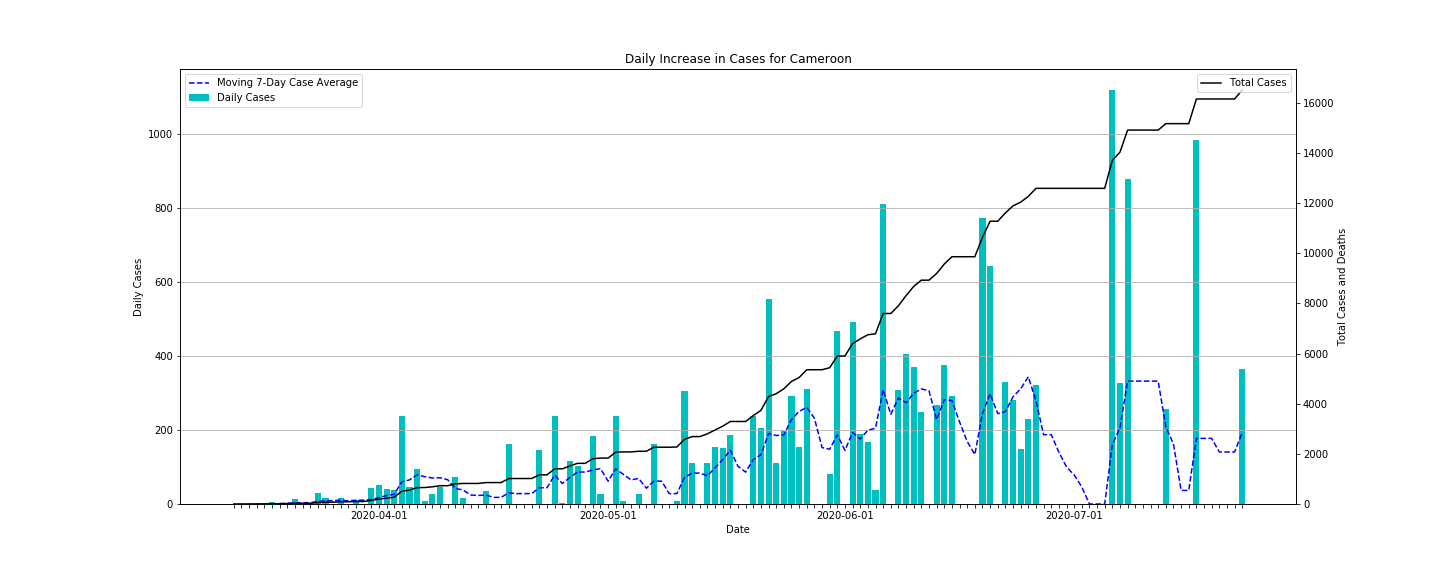 Daily Increase in Cases for Cameroon
Moving 7-Day Case Average
Daily Cases
Total Cases
1000
800
600
400
200
0
Daily Cases
16000
14000
12000
10000
8000
6000
4000
2000
0
Total Cases and Deaths
2020-04-01
2020-05-01
2020-06-01
2020-07-01
Date